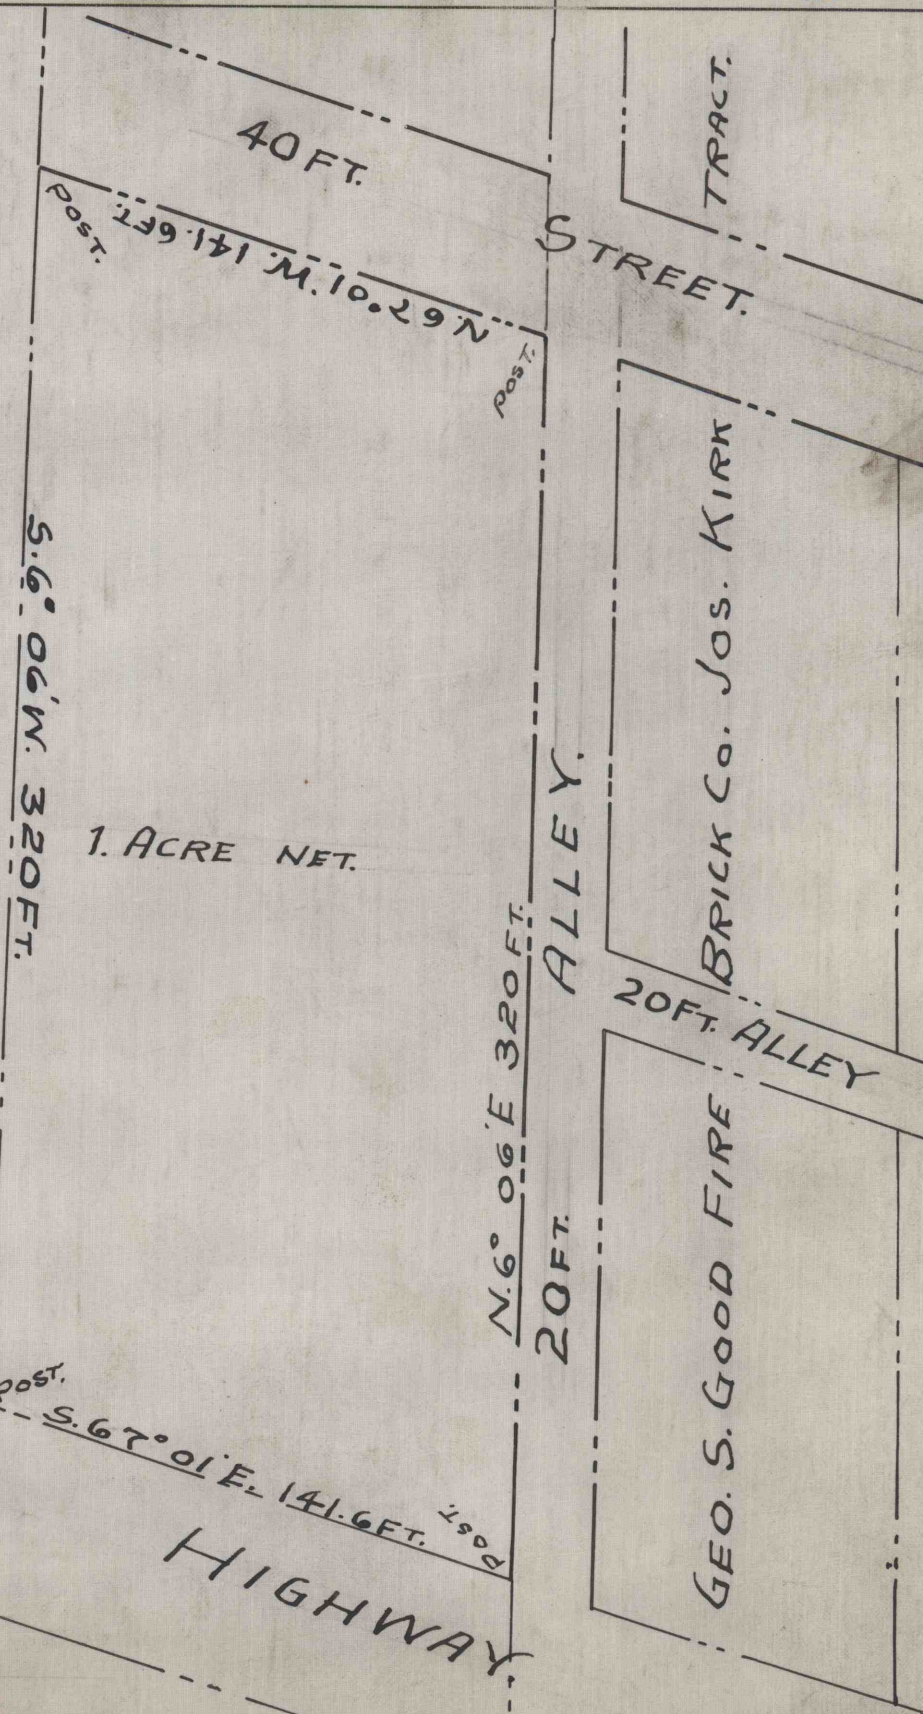 40 FT.
STREET.
POST.
N. 67° 01' W. 141.6 FT.
POST.
S. 6° 06' W. 320 FT.
1. ACRE NET.
N. 6° 06' E 320 FT.
20 FT. ALLEY.
20 FT. ALLEY
GEO. S. GOOD FIRE BRICK CO. JOS. KIRK TRACT.
POST.
S. 67° 01' E. 141.6 FT.
POST.
HIGHWAY.